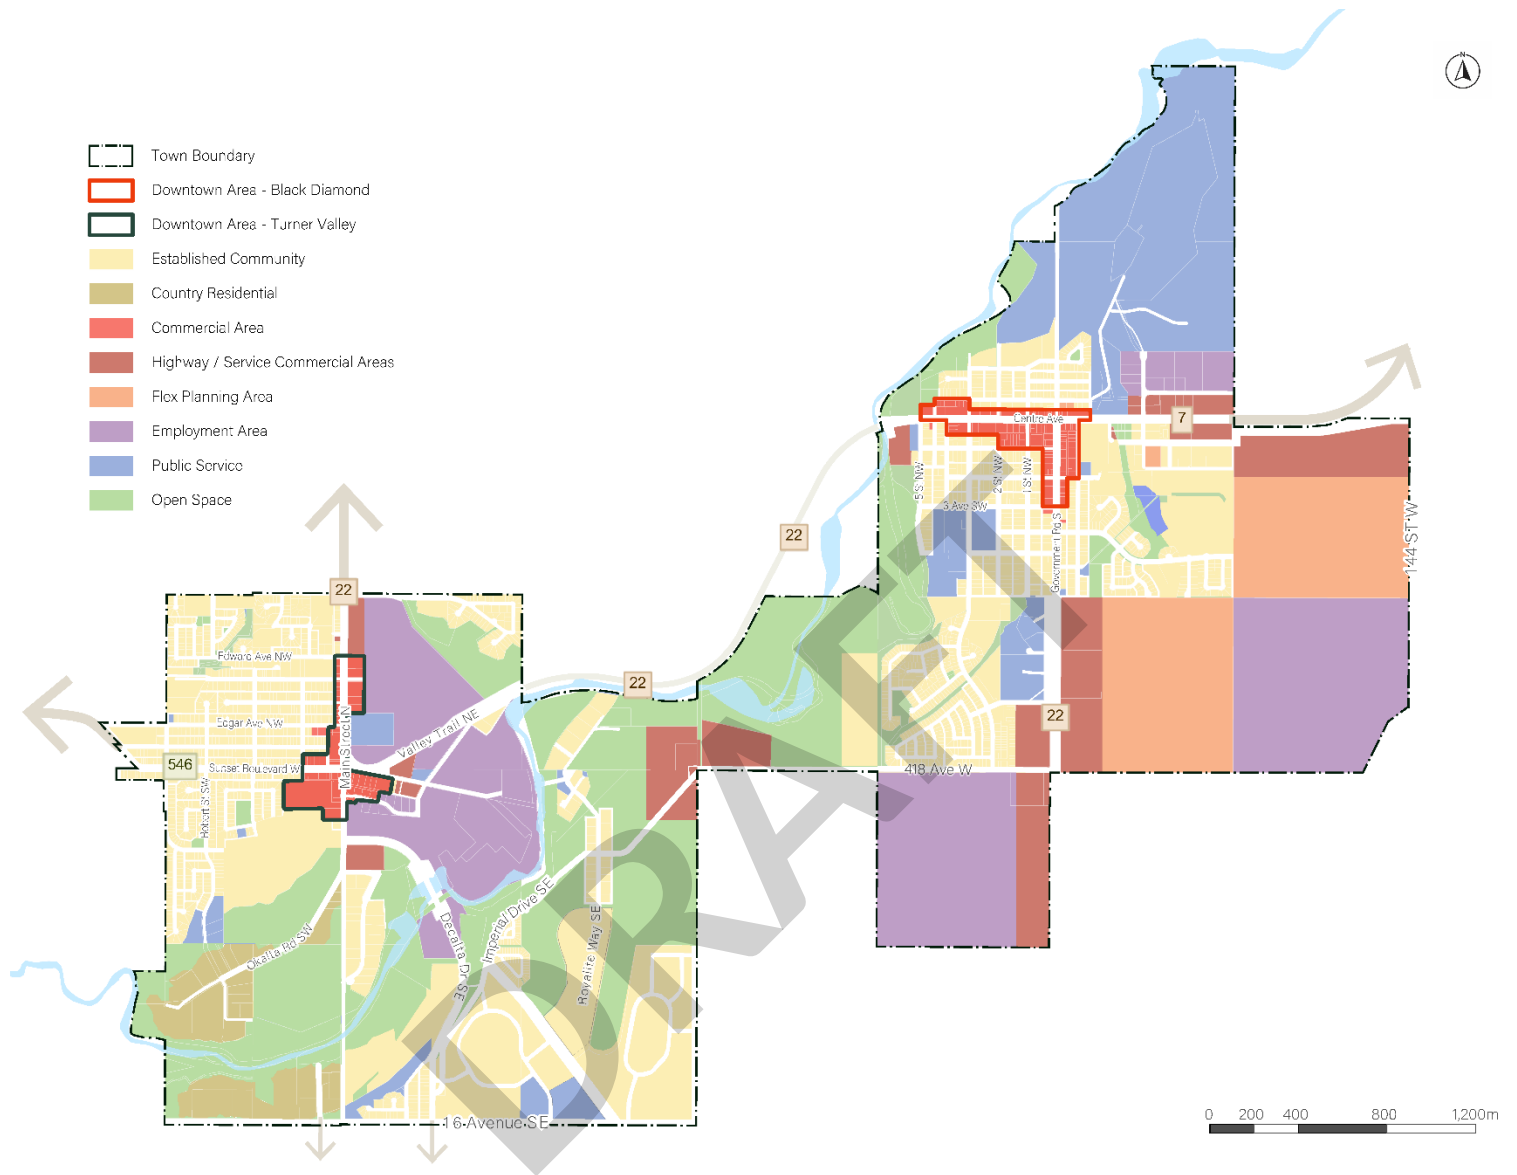 N
Town Boundary
Downtown Area - Black Diamond
Downtown Area - Turner Valley
Established Community
Country Residential
Commercial Area
Highway / Service Commercial Areas
Flex Planning Area
Employment Area
Public Service
Open Space
7
Centre Ave
5 St NW
2 St NW
1 St NW
3 Ave SW
Government Rd S
144 ST W
22
22
22
22
Edward Ave NW
Edgar Ave NW
Main Street N
Valley Trail NE
546
Sunset Boulevard W
Robert St SW
418 Ave W
Okalta Rd SW
Decalta Dr SE
Imperial Drive SE
Royalite Way SE
16 Avenue SE
DRAFT
0 200 400 800 1,200m